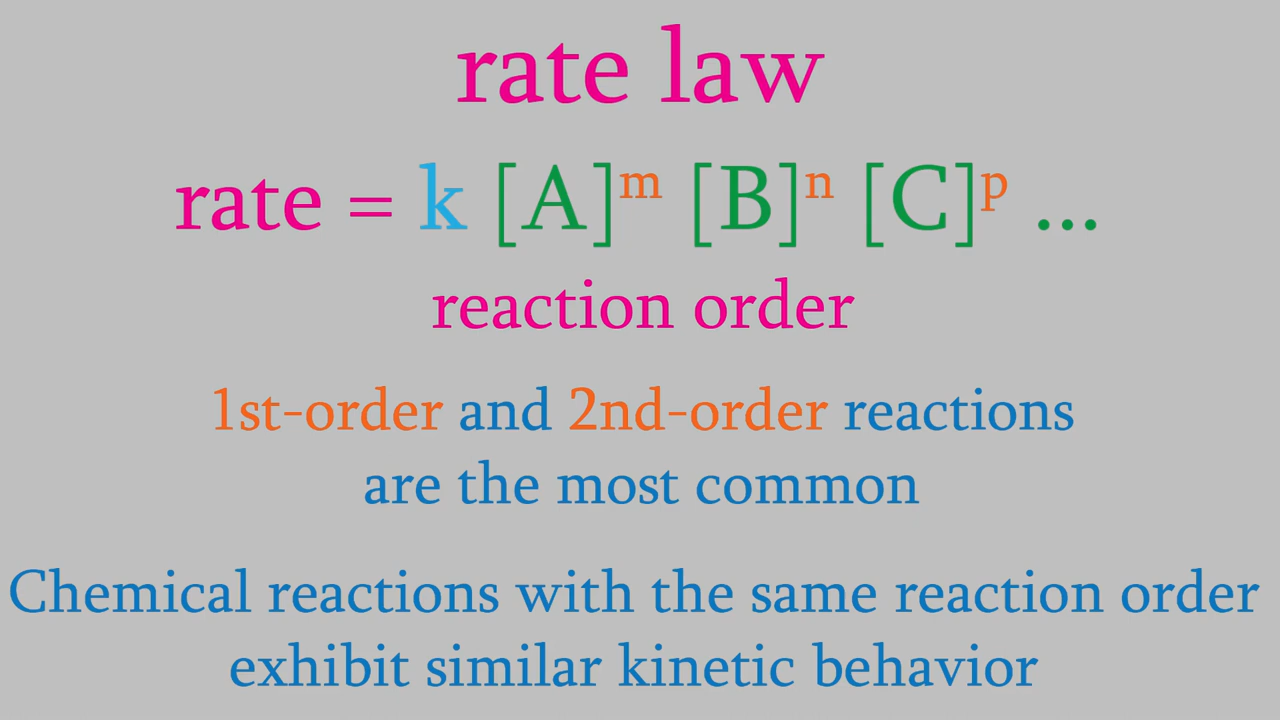 rate law
rate = k [A]ᵐ [B]ⁿ [C]ᵖ ...
reaction order
1st-order and 2nd-order reactions
are the most common
Chemical reactions with the same reaction order
exhibit similar kinetic behavior